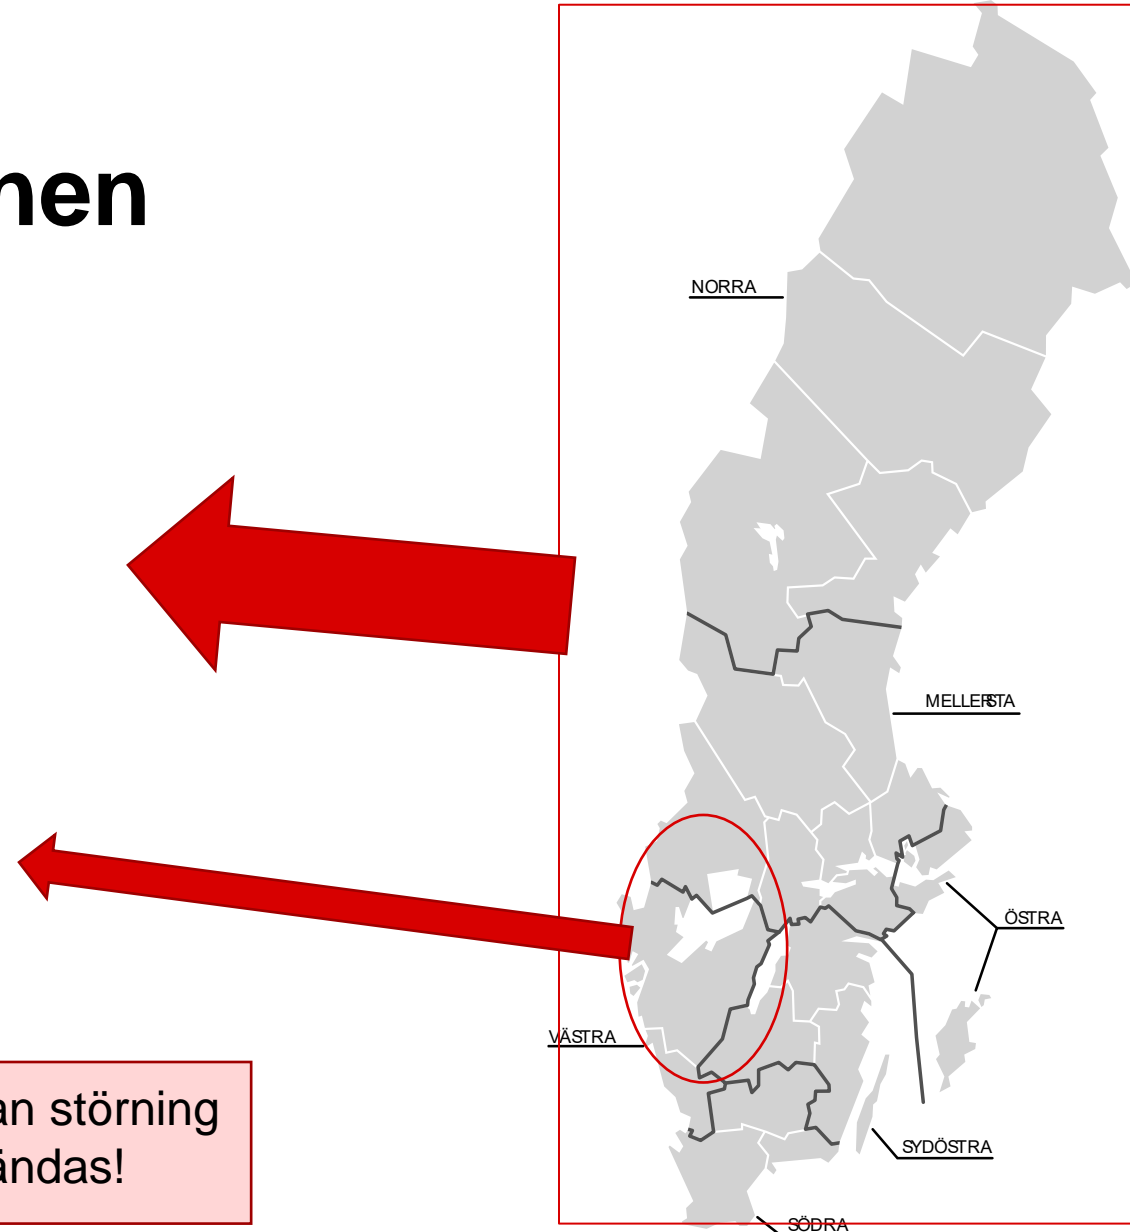 nen
NORRA
MELLERSTA
ÖSTRA
VÄSTRA
an störning
ändas!
SYDÖSTRA
SÖDRA